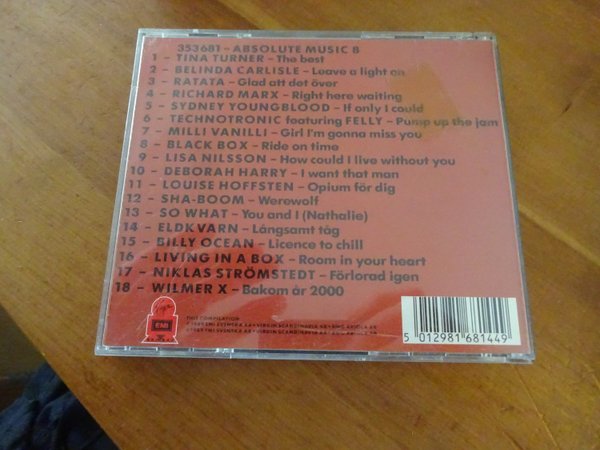 353681 - ABSOLUTE MUSIC 8
1 - TINA TURNER - The best
2 - BELINDA CARLISLE - Leave a light on
3 - RATATA - Glad att det över
4 - RICHARD MARX - Right here waiting
5 - SYDNEY YOUNGBLOOD - If only I could
6 - TECHNOTRONIC featuring FELLY - Pump up the jam
7 - MILLI VANILLI - Girl I'm gonna miss you
8 - BLACK BOX - Ride on time
9 - LISA NILSSON - How could I live without you
10 - DEBORAH HARRY - I want that man
11 - LOUISE HOFFSTEN - Opium för dig
12 - SHA-BOOM - Werewolf
13 - SO WHAT - You and I (Nathalie)
14 - ELDKVARN - Långsamt tåg
15 - BILLY OCEAN - Licence to chill
16 - LIVING IN A BOX - Room in your heart
17 - NIKLAS STRÖMSTEDT - Förlorad igen
18 - WILMER X - Bakom år 2000
Virgin
EMI
THIS COMPILATION
5 012981 681449